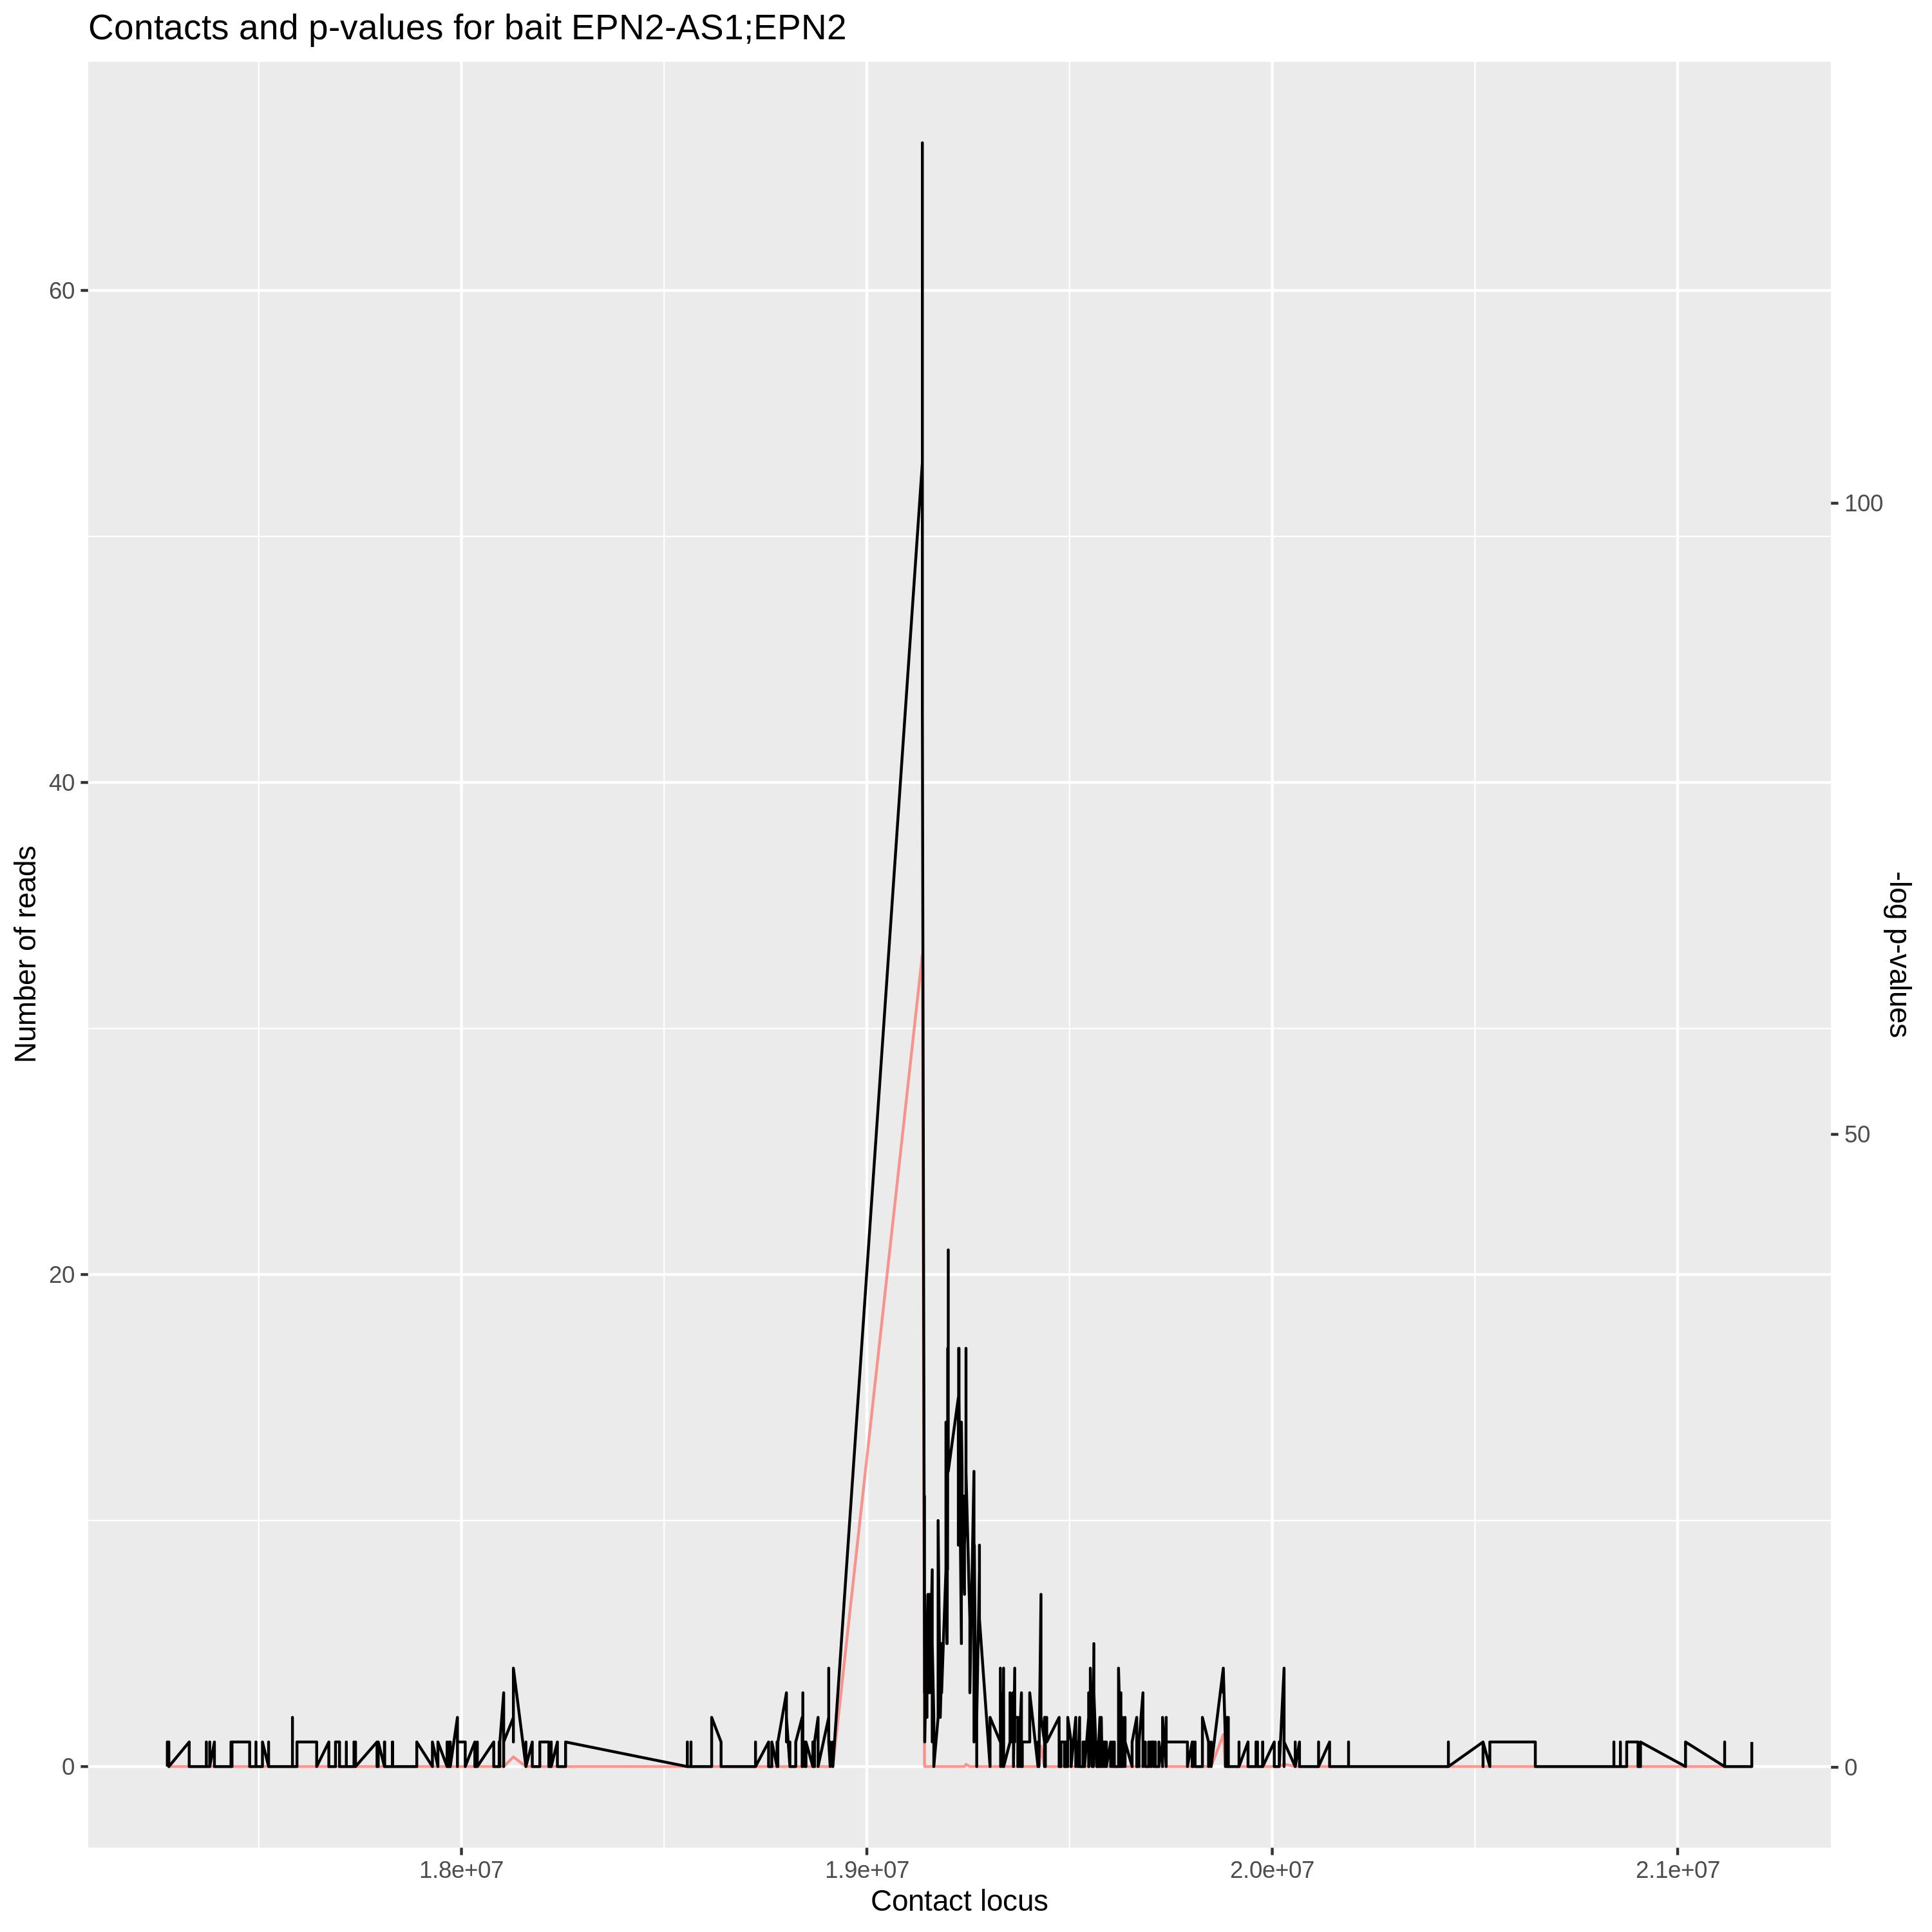 Contacts and p-values for bait EPN2-AS1;EPN2
60
40
20
0
Number of reads
100
50
0
-log p-values
1.8e+07
1.9e+07
2.0e+07
2.1e+07
Contact locus